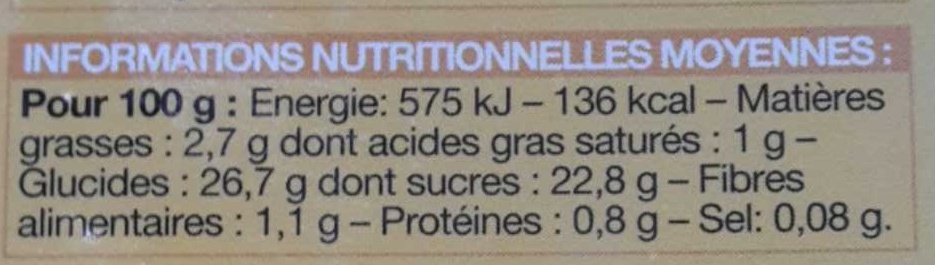 INFORMATIONS NUTRITIONNELLES MOYENNES :
Pour 100 g : Energie: 575 kJ – 136 kcal – Matières
grasses : 2,7 g dont acides gras saturés : 1 g –
Glucides : 26,7 g dont sucres : 22,8 g – Fibres
alimentaires : 1,1 g – Protéines : 0,8 g – Sel: 0,08 g.